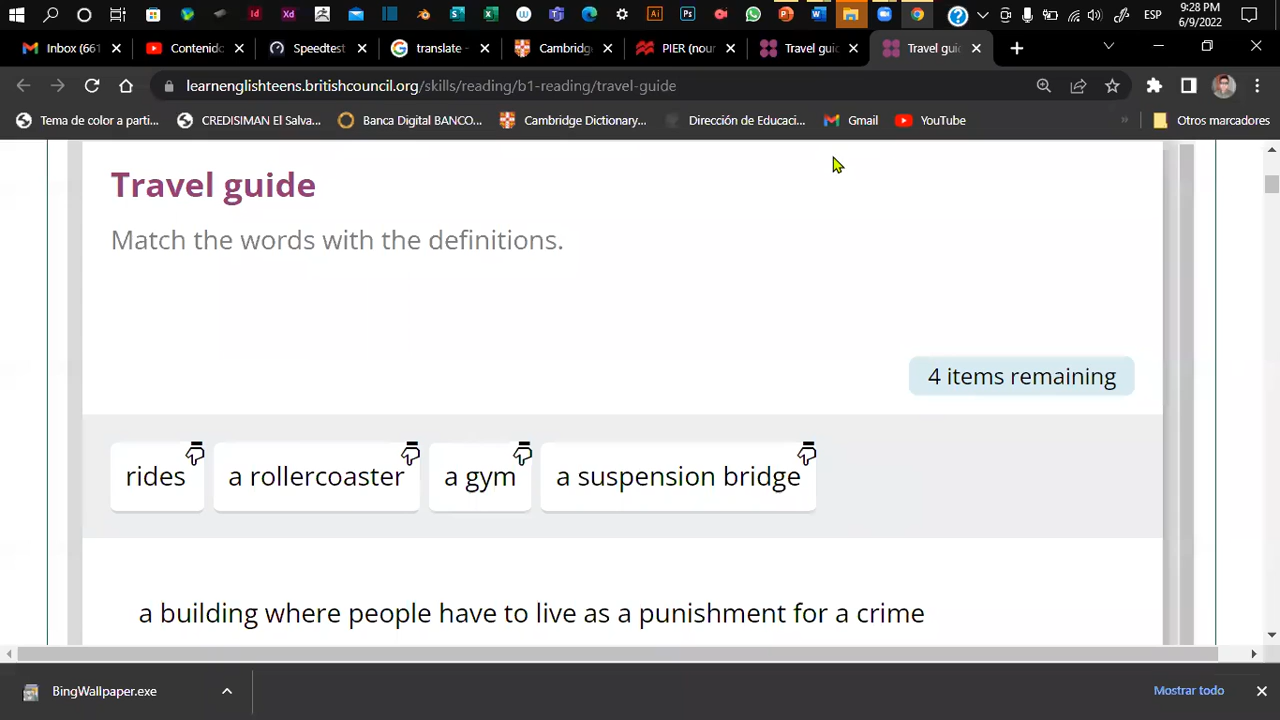 9:28 PM
ESP
6/9/2022
Inbox (661
Contenido
Speedtest
translate -
Cambridg
PIER (nour
Travel guid
Travel guid
learnenglishteens.britishcouncil.org/skills/reading/b1-reading/travel-guide
Tema de color a parti...
CREDISIMAN El Salva...
Banca Digital BANCO...
Cambridge Dictionary...
Dirección de Educaci...
Gmail
YouTube
Otros marcadores
Travel guide
Match the words with the definitions.
4 items remaining
rides
a rollercoaster
a gym
a suspension bridge
a building where people have to live as a punishment for a crime
BingWallpaper.exe
Mostrar todo